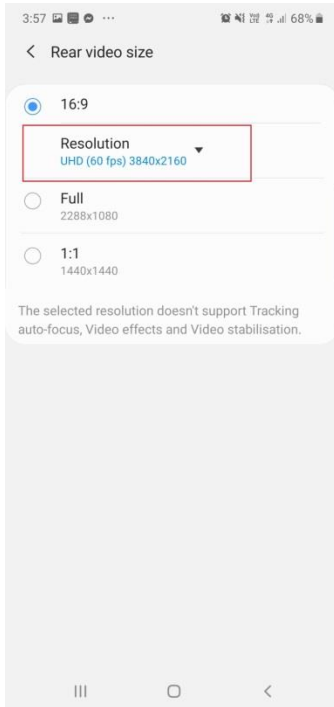 3:57 68%
Rear video size
16:9
Resolution
UHD (60 fps) 3840x2160
Full
2288x1080
1:1
1440x1440
The selected resolution doesn't support Tracking
auto-focus, Video effects and Video stabilisation.